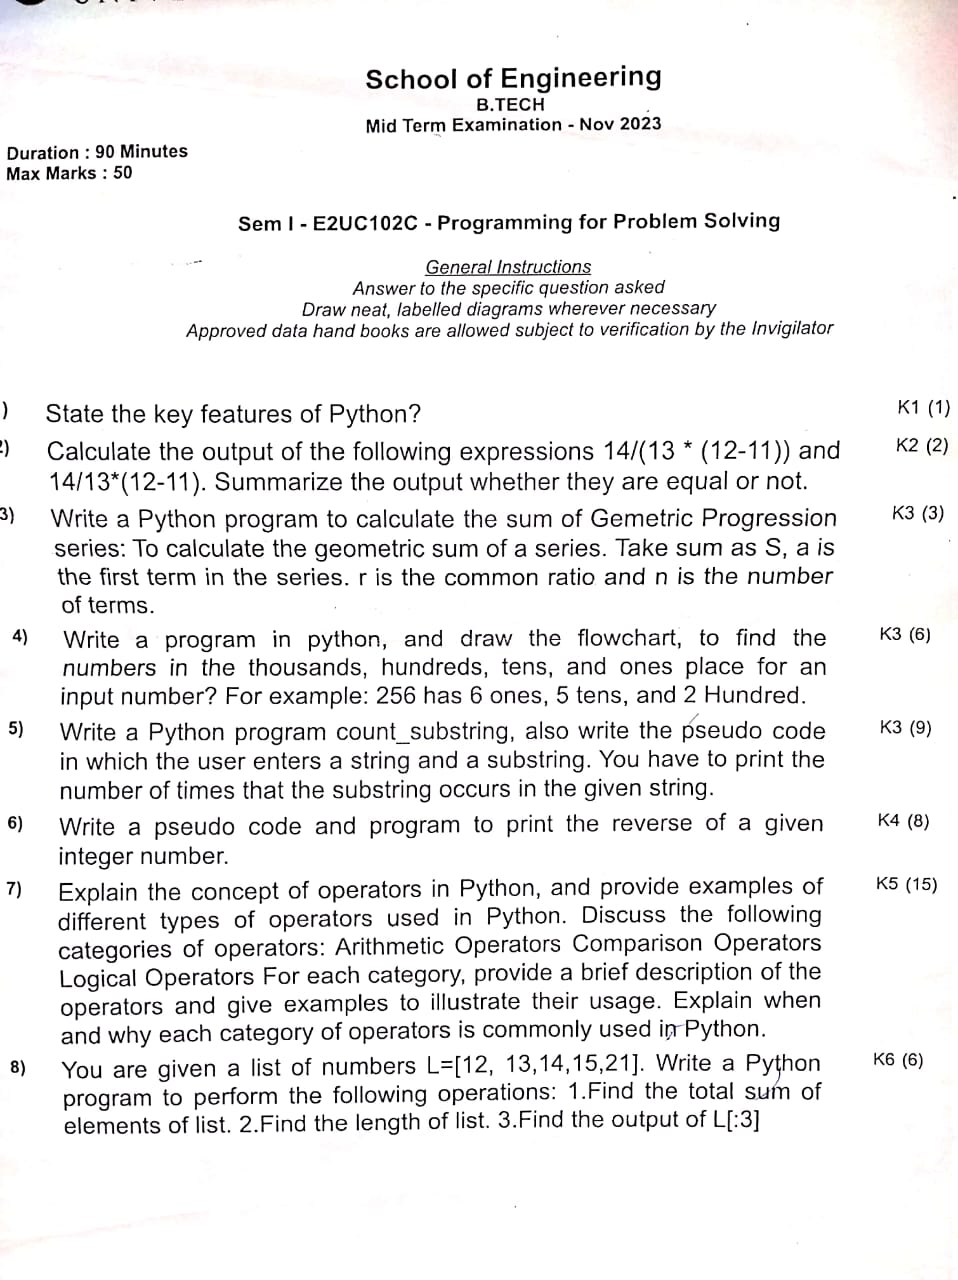 School of Engineering
B.TECH
Mid Term Examination - Nov 2023
Duration : 90 Minutes
Max Marks : 50
Sem I - E2UC102C - Programming for Problem Solving
General Instructions
Answer to the specific question asked
Draw neat, labelled diagrams wherever necessary
Approved data hand books are allowed subject to verification by the Invigilator
) State the key features of Python? K1 (1)
2) Calculate the output of the following expressions 14/(13 * (12-11)) and K2 (2)
14/13*(12-11). Summarize the output whether they are equal or not.
3) Write a Python program to calculate the sum of Gemetric Progression K3 (3)
series: To calculate the geometric sum of a series. Take sum as S, a is
the first term in the series. r is the common ratio and n is the number
of terms.
4) Write a program in python, and draw the flowchart, to find the K3 (6)
numbers in the thousands, hundreds, tens, and ones place for an
input number? For example: 256 has 6 ones, 5 tens, and 2 Hundred.
5) Write a Python program count_substring, also write the pseudo code K3 (9)
in which the user enters a string and a substring. You have to print the
number of times that the substring occurs in the given string.
6) Write a pseudo code and program to print the reverse of a given K4 (8)
integer number.
7) Explain the concept of operators in Python, and provide examples of K5 (15)
different types of operators used in Python. Discuss the following
categories of operators: Arithmetic Operators Comparison Operators
Logical Operators For each category, provide a brief description of the
operators and give examples to illustrate their usage. Explain when
and why each category of operators is commonly used in Python.
8) You are given a list of numbers L=[12, 13,14,15,21]. Write a Python K6 (6)
program to perform the following operations: 1.Find the total sum of
elements of list. 2.Find the length of list. 3.Find the output of L[:3]